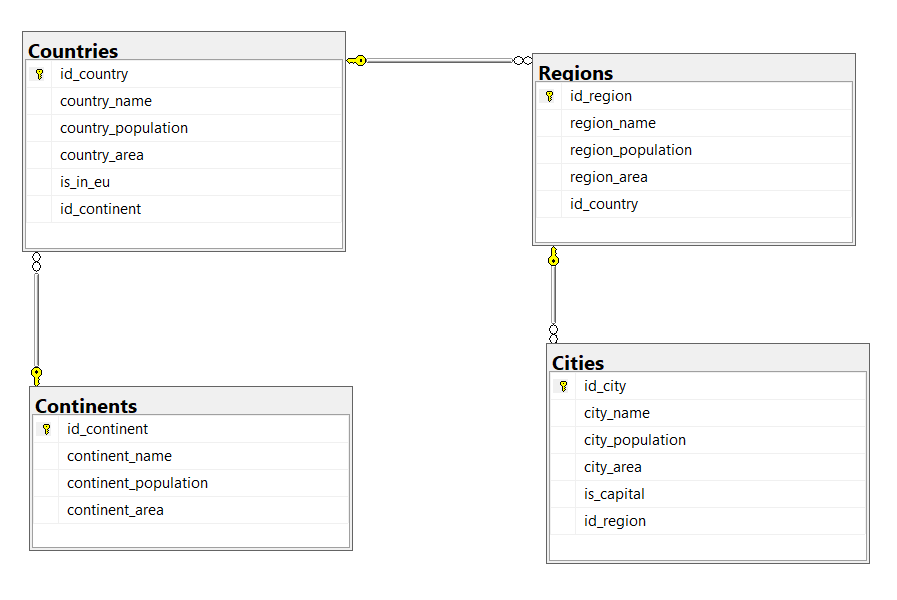 Countries
id_country
country_name
country_population
country_area
is_in_eu
id_continent
Regions
id_region
region_name
region_population
region_area
id_country
Continents
id_continent
continent_name
continent_population
continent_area
Cities
id_city
city_name
city_population
city_area
is_capital
id_region